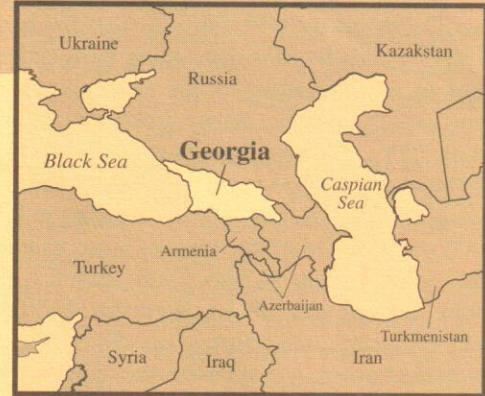 Ukraine
Kazakstan
Russia
Georgia
Black Sea
Caspian
Sea
Armenia
Turkey
Azerbaijan
Turkmenistan
Syria
Iraq
Iran